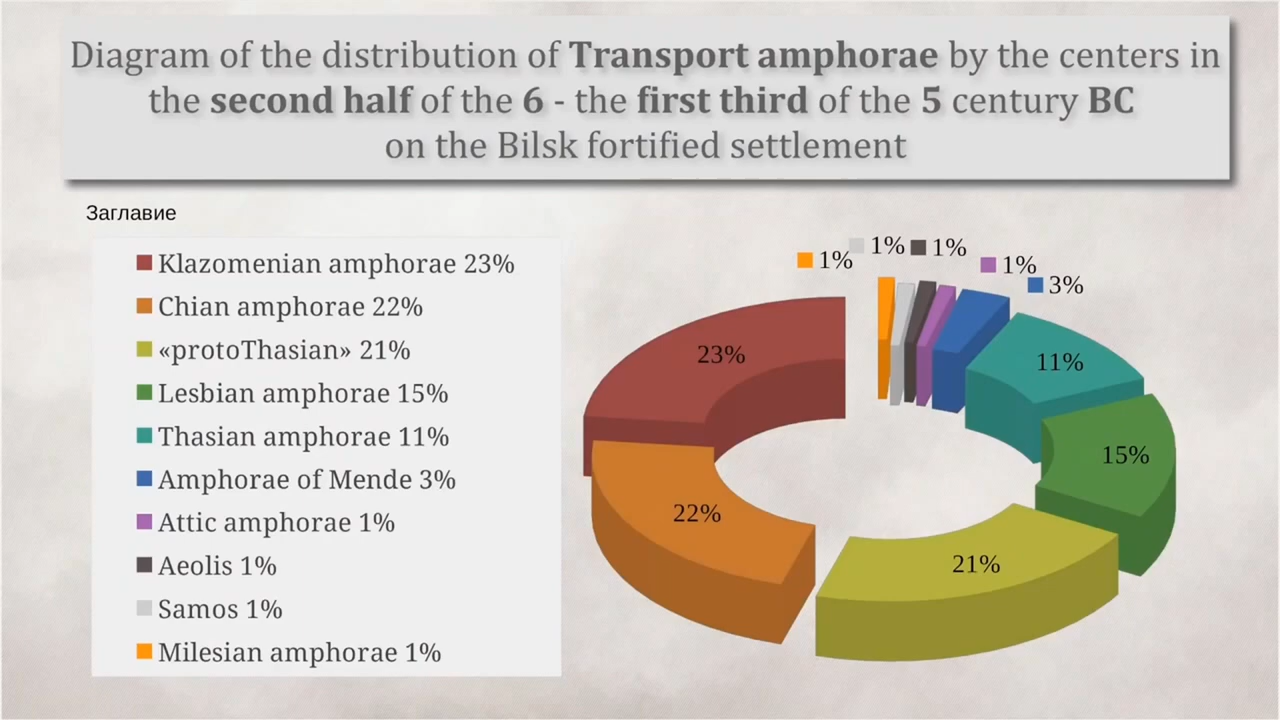 Diagram of the distribution of Transport amphorae by the centers in
the second half of the 6 - the first third of the 5 century BC
on the Bilsk fortified settlement
Заглавие
Klazomenian amphorae 23%
Chian amphorae 22%
«protoThasian» 21%
Lesbian amphorae 15%
Thasian amphorae 11%
Amphorae of Mende 3%
Attic amphorae 1%
Aeolis 1%
Samos 1%
Milesian amphorae 1%
1%
1%
1%
1%
3%
23%
11%
15%
22%
21%